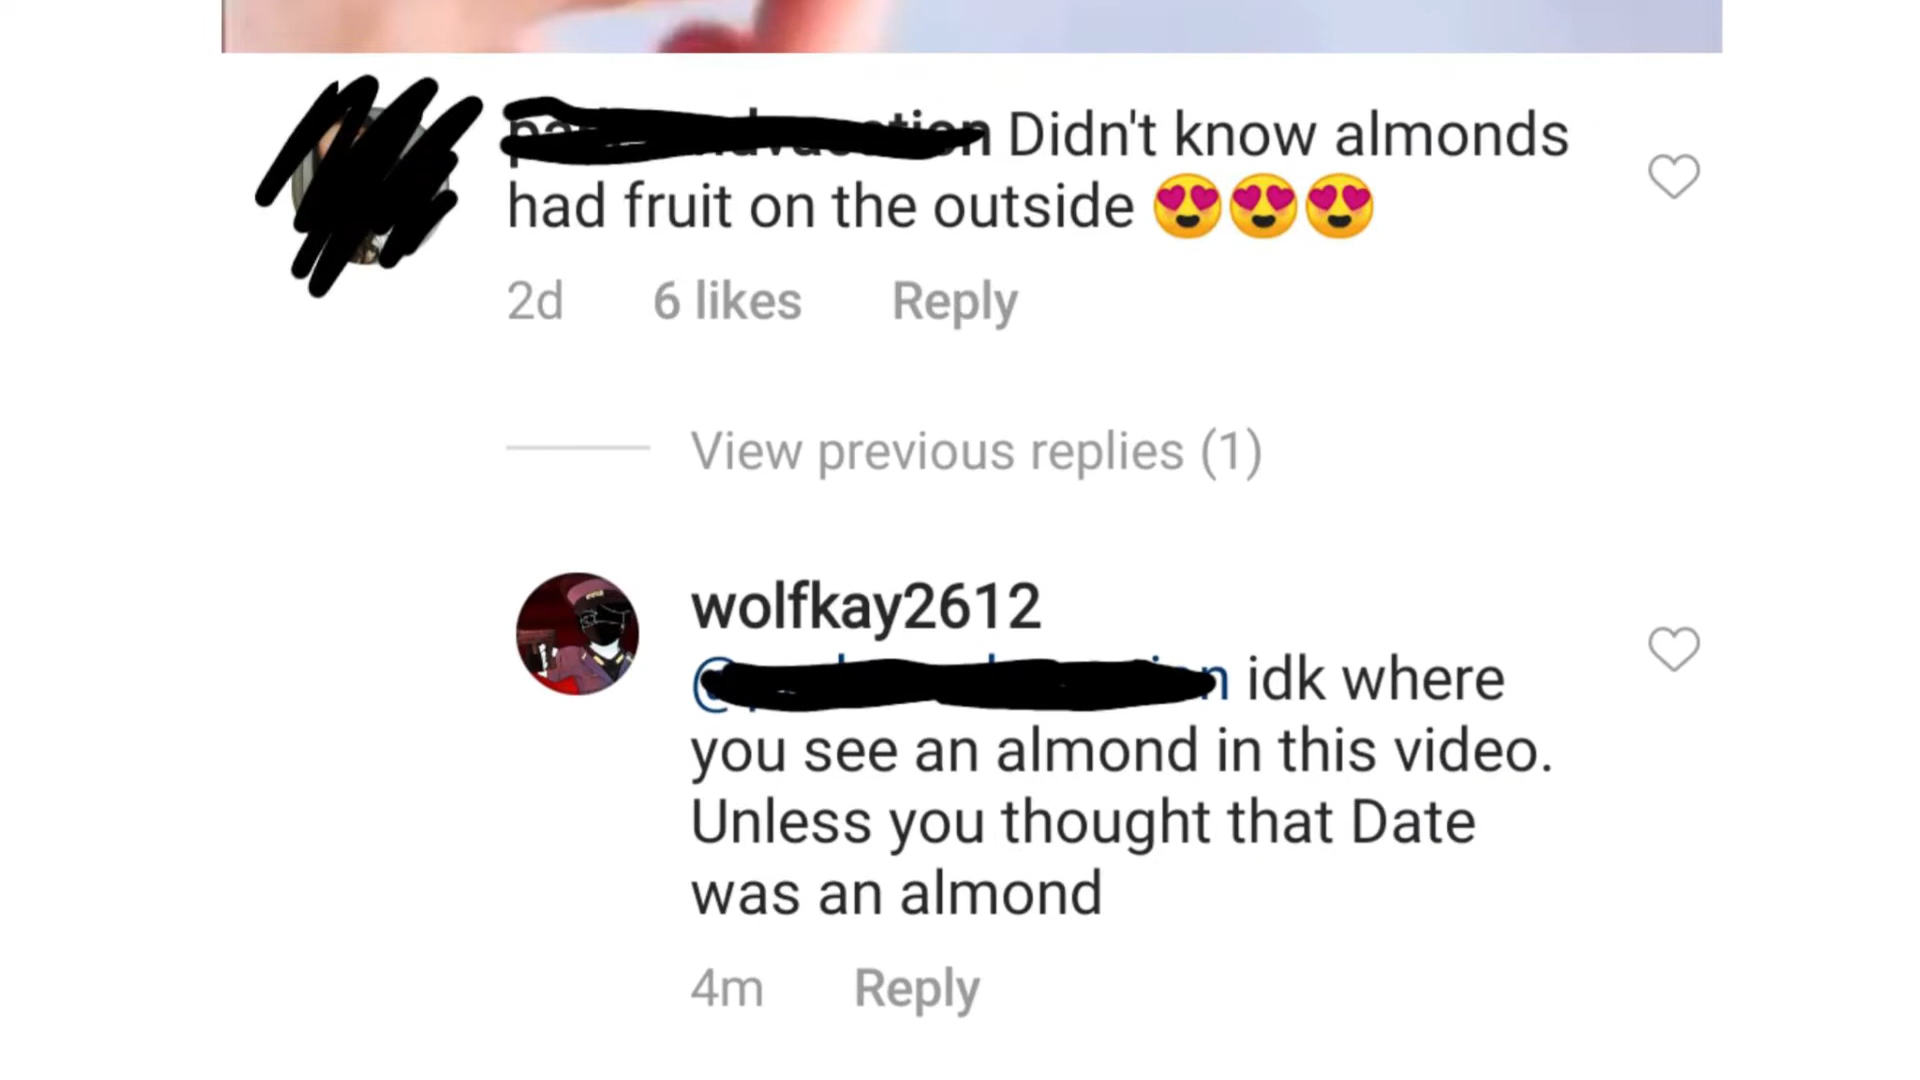 Didn't know almonds
had fruit on the outside 😍😍😍
2d 6 likes Reply
View previous replies (1)
wolfkay2612
idk where
you see an almond in this video.
Unless you thought that Date
was an almond
4m Reply